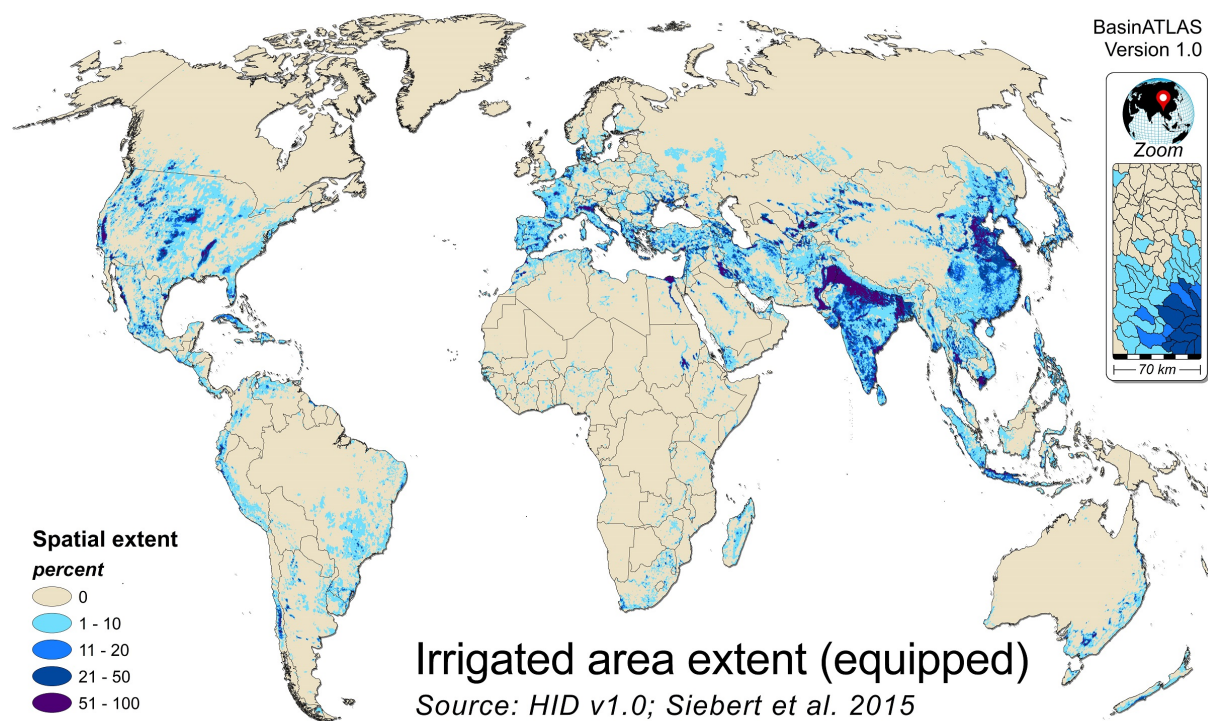 BasinATLAS
Version 1.0
Zoom
70 km
Spatial extent
percent
0
1 - 10
11 - 20
21 - 50
51 - 100
Irrigated area extent (equipped)
Source: HID v1.0; Siebert et al. 2015